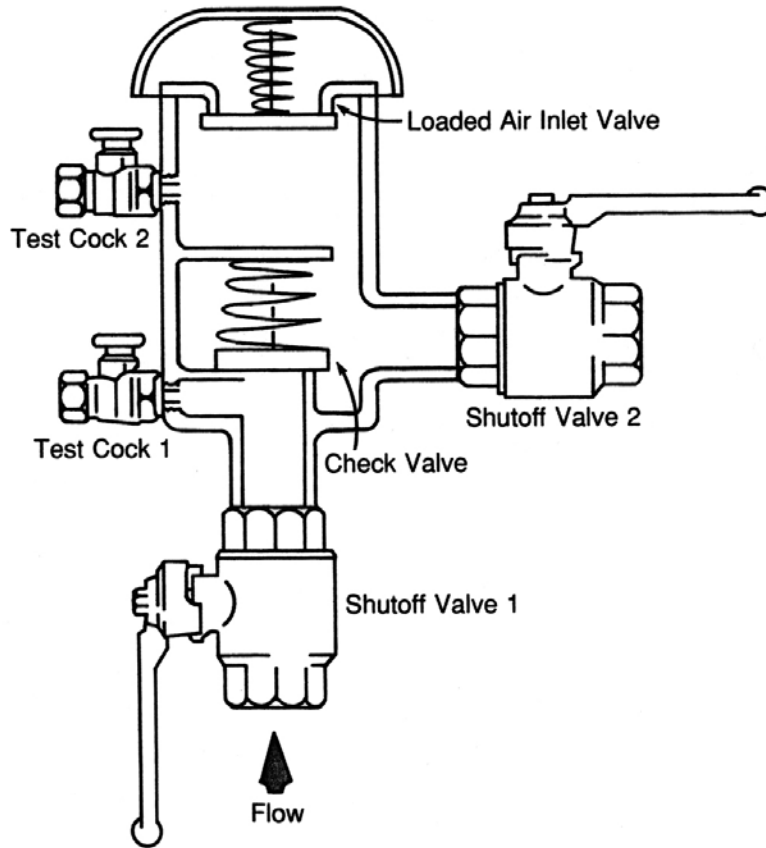 Loaded Air Inlet Valve
Test Cock 2
Shutoff Valve 2
Test Cock 1
Check Valve
Shutoff Valve 1
Flow